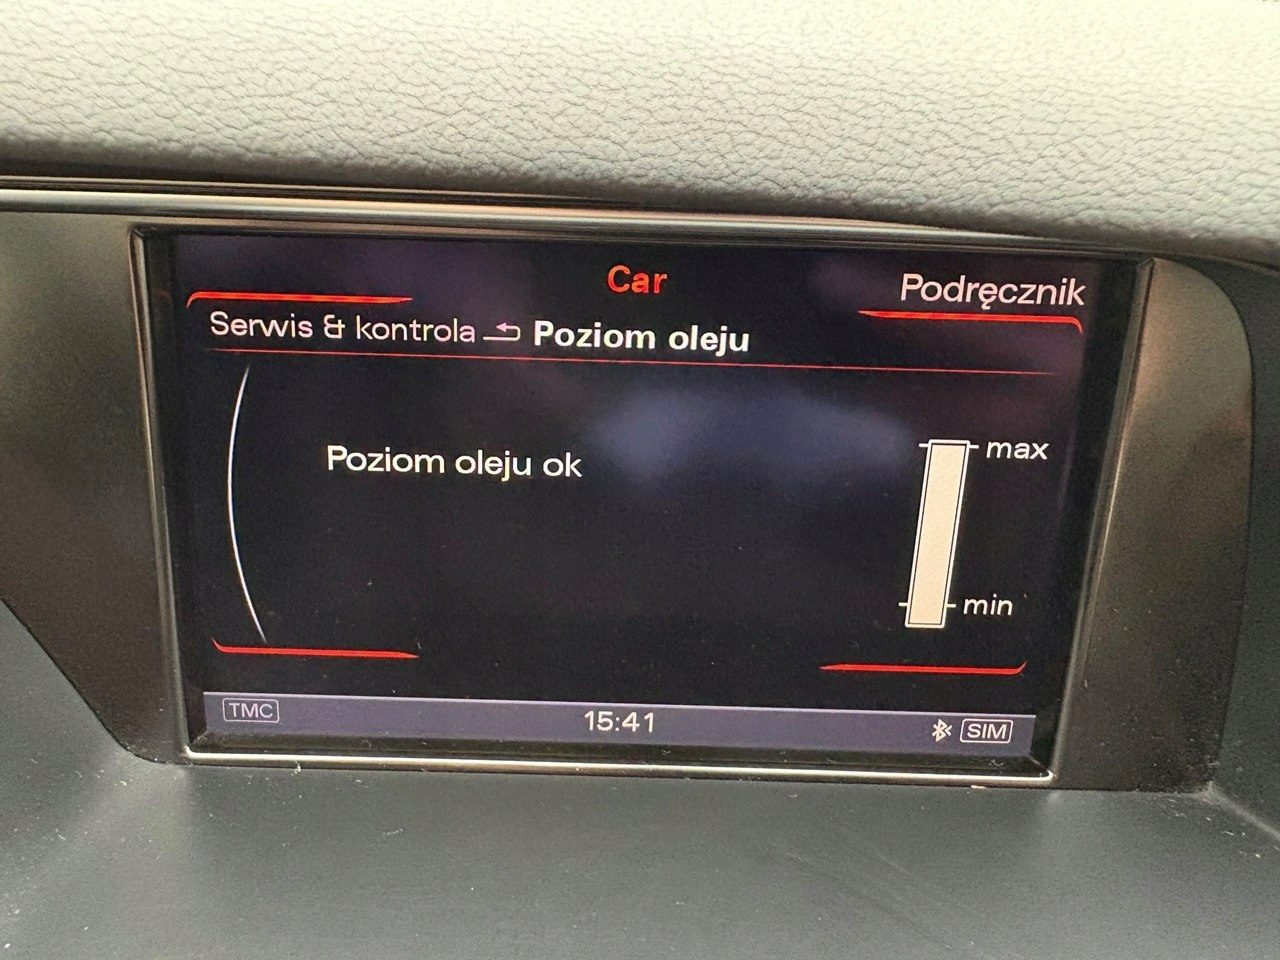 Car
Podręcznik
Serwis & kontrola Poziom oleju
Poziom oleju ok
max
min
TMC
15:41
SIM